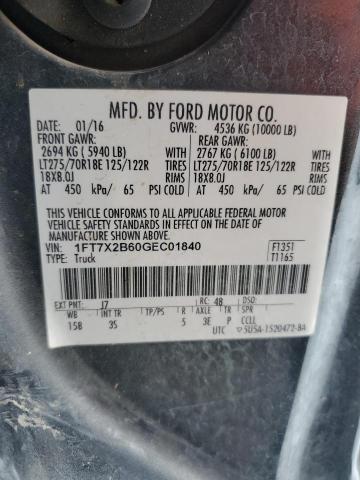 MFD. BY FORD MOTOR CO.
DATE: 01/16 GVWR: 4536 KG (10000 LB)
FRONT GAWR: REAR GAWR:
2694 KG (5940 LB) 2767 KG (6100 LB)
LT275/70R18E 125/122R TIRES LT275/70R18E 125/122R TIRES
18X8.0J RIMS 18X8.0J RIMS
AT 450 kPa/ 65 PSI COLD AT 450 kPa/ 65 PSI COLD
THIS VEHICLE CONFORMS TO ALL APPLICABLE FEDERAL MOTOR
VEHICLE SAFETY STANDARDS IN EFFECT ON THE DATE OF
MANUFACTURE SHOWN ABOVE.
VIN: 1FT7X2B60GEC01840 F1351
TYPE: Truck T1165
EXT PNT: J7 RC: 48 DSO:
WB INT TR TP/PS R AXLE TR SPR
158 3S 5 3E P CCLL
UTC 5U5A-1520472-BA